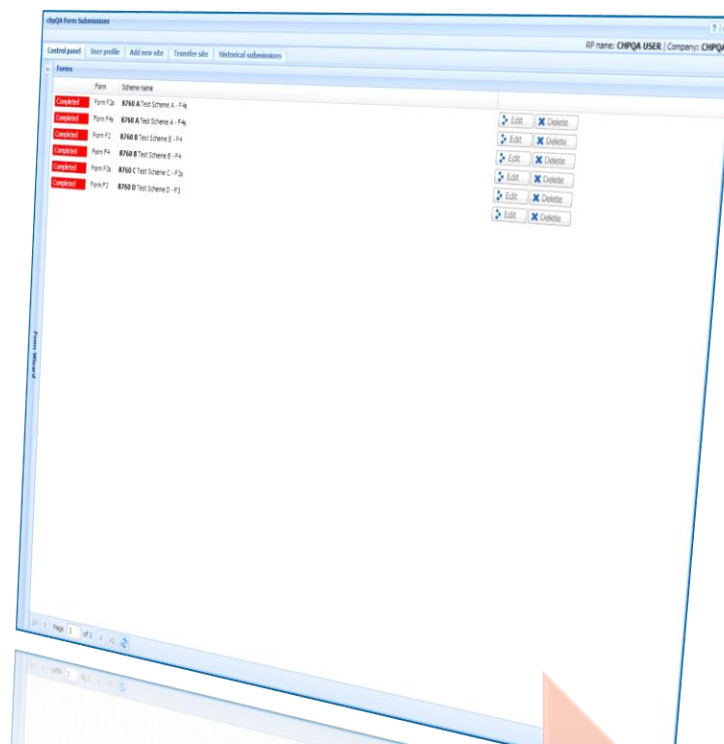 chpQA Form Submissions
RP name: CHPQA USER | Company: CHPQA
Control panel User profile Add new site Transfer site Historical submissions
Forms
Form Scheme name
Completed Form F2s 8760 A Test Scheme A - F4s Edit Delete
Completed Form F4s 8760 A Test Scheme A - F4s Edit Delete
Completed Form F2 8760 B Test Scheme B - F4 Edit Delete
Completed Form F4 8760 B Test Scheme B - F4 Edit Delete
Completed Form F3s 8760 C Test Scheme C - F3s Edit Delete
Completed Form F3 8760 D Test Scheme D - F3 Edit Delete
Form Wizard
Page 1 of 1